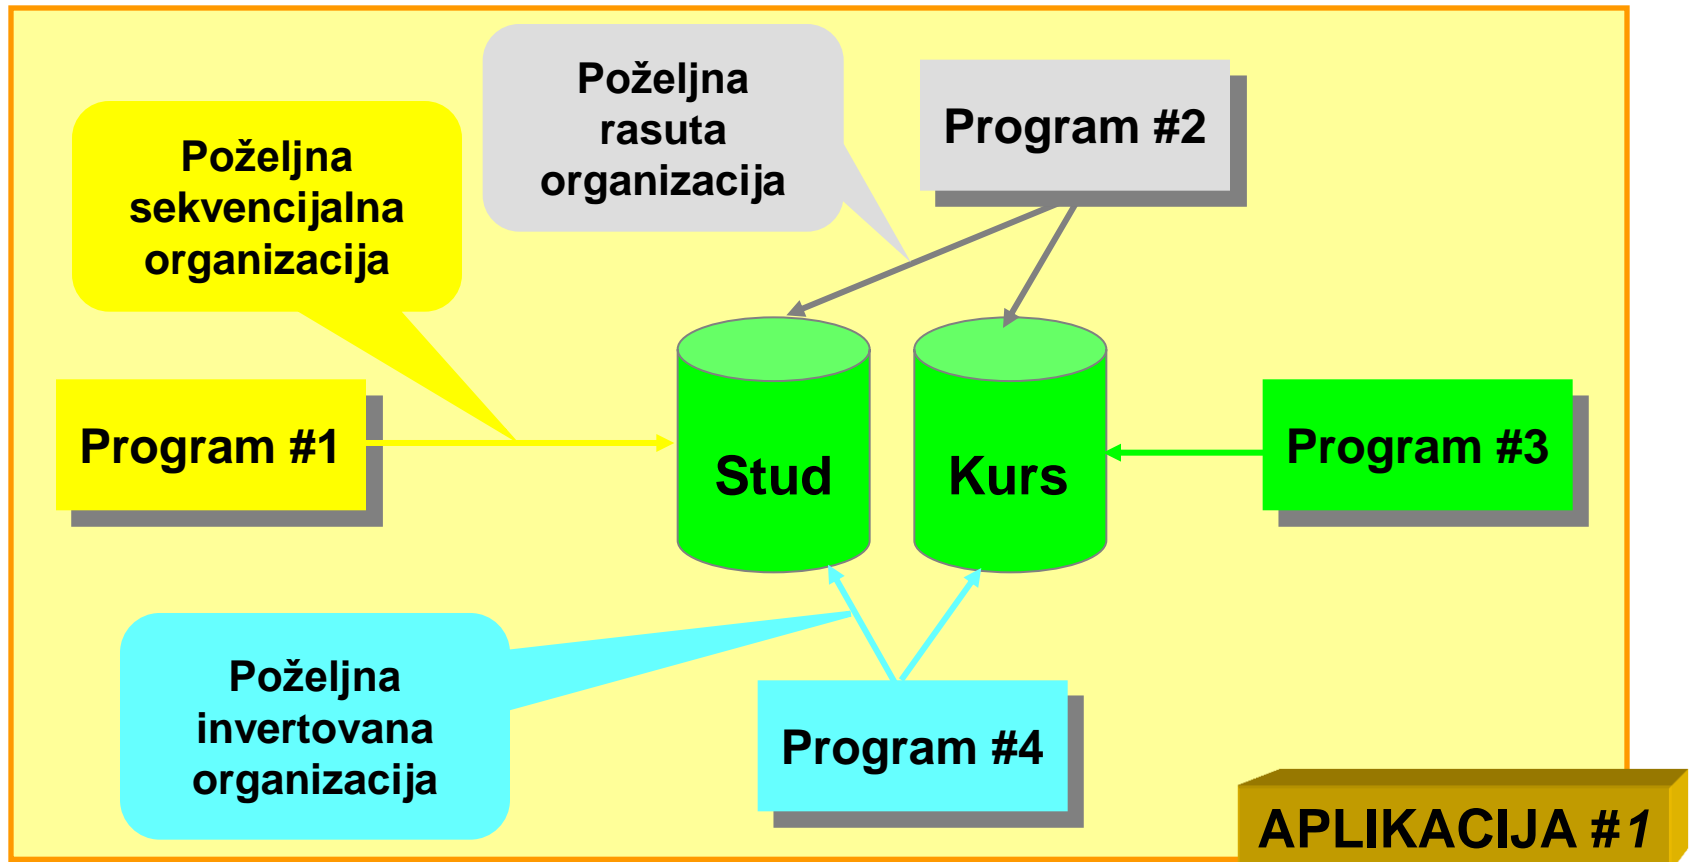 Poželjna
rasuta
organizacija
Program #2
Poželjna
sekvencijalna
organizacija
Program #1
Stud
Kurs
Program #3
Poželjna
invertovana
organizacija
Program #4
APLIKACIJA #1